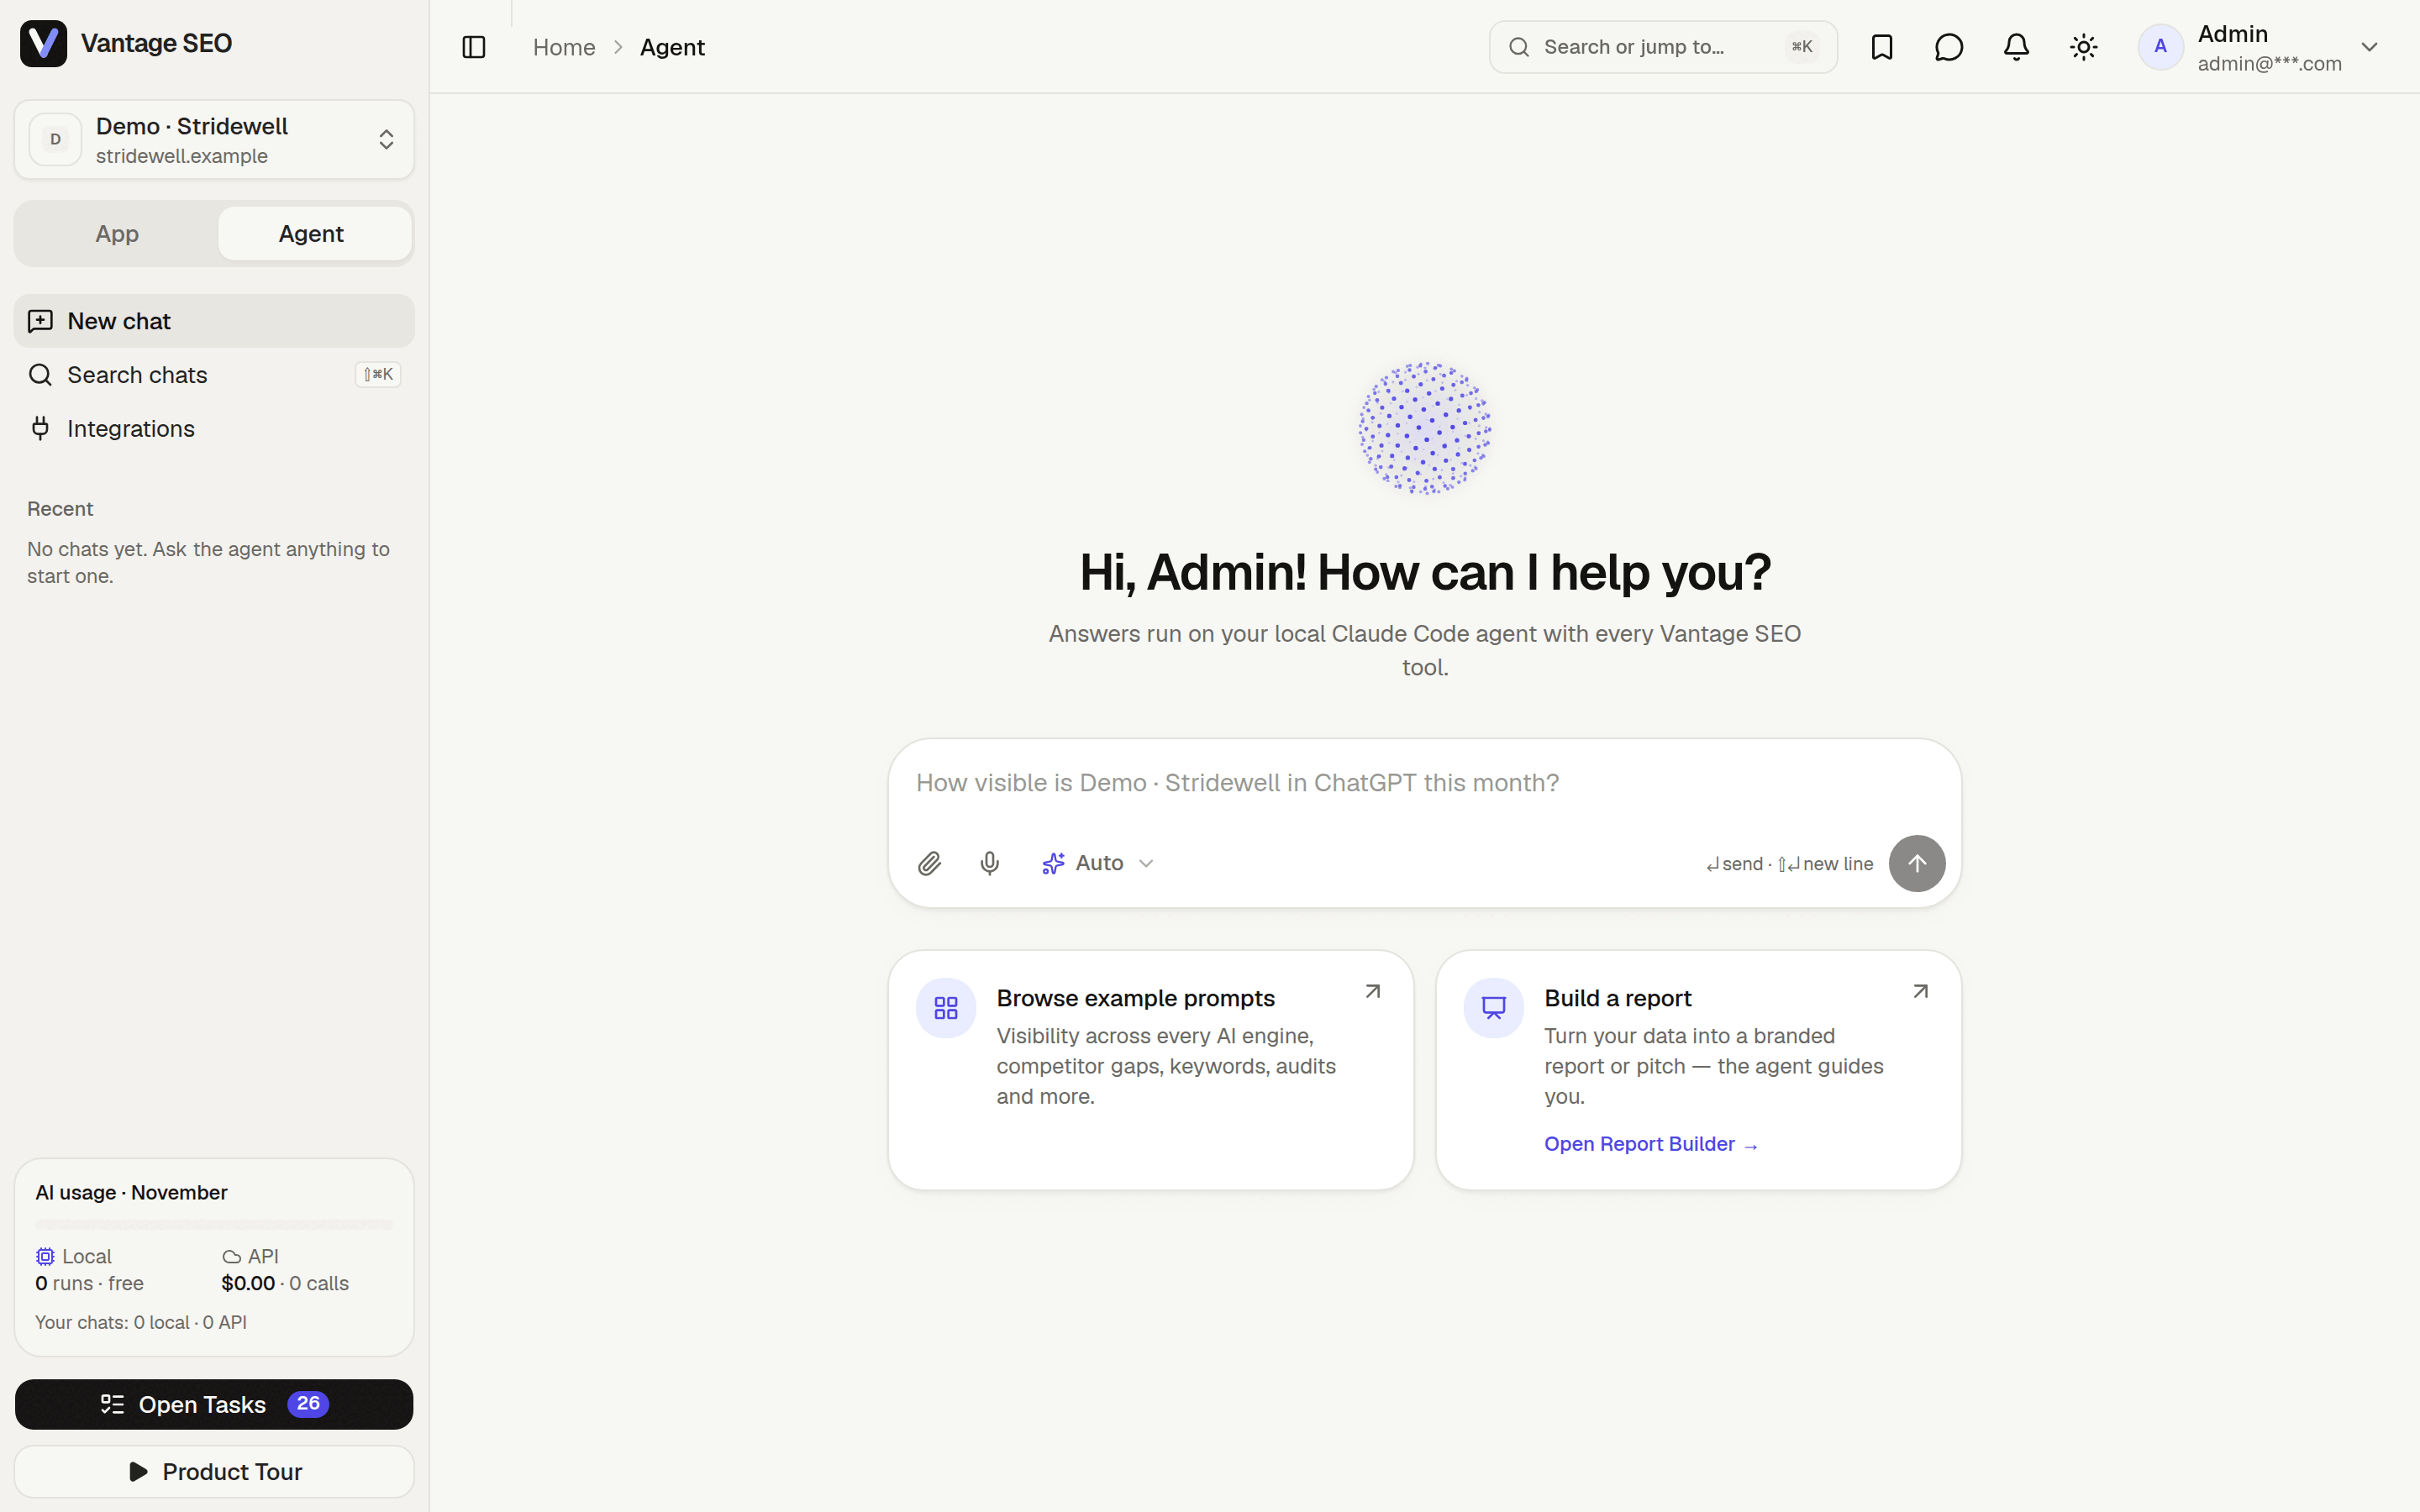 Vantage SEO
Demo · Stridewell
stridewell.example
D
App
Agent
New chat
Search chats
⇧⌘K
Integrations
Recent
No chats yet. Ask the agent anything to
start one.
AI usage · November
Local
API
0 runs · free
$0.00 · 0 calls
Your chats: 0 local · 0 API
Open Tasks 26
Product Tour
Home > Agent
Search or jump to...
⌘K
A
Admin
admin@***.com
Hi, Admin! How can I help you?
Answers run on your local Claude Code agent with every Vantage SEO
tool.
How visible is Demo · Stridewell in ChatGPT this month?
Auto
↵ send · ⇧↵ new line
Browse example prompts
Visibility across every AI engine,
competitor gaps, keywords, audits
and more.
Build a report
Turn your data into a branded
report or pitch — the agent guides
you.
Open Report Builder →